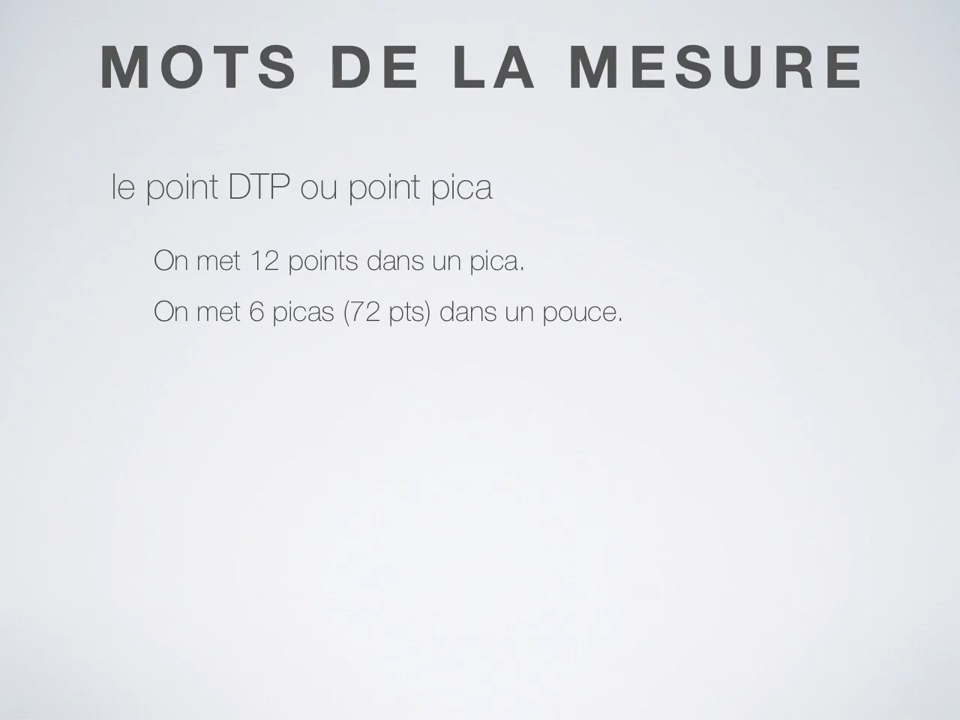 MOTS DE LA MESURE
le point DTP ou point pica
On met 12 points dans un pica.
On met 6 picas (72 pts) dans un pouce.